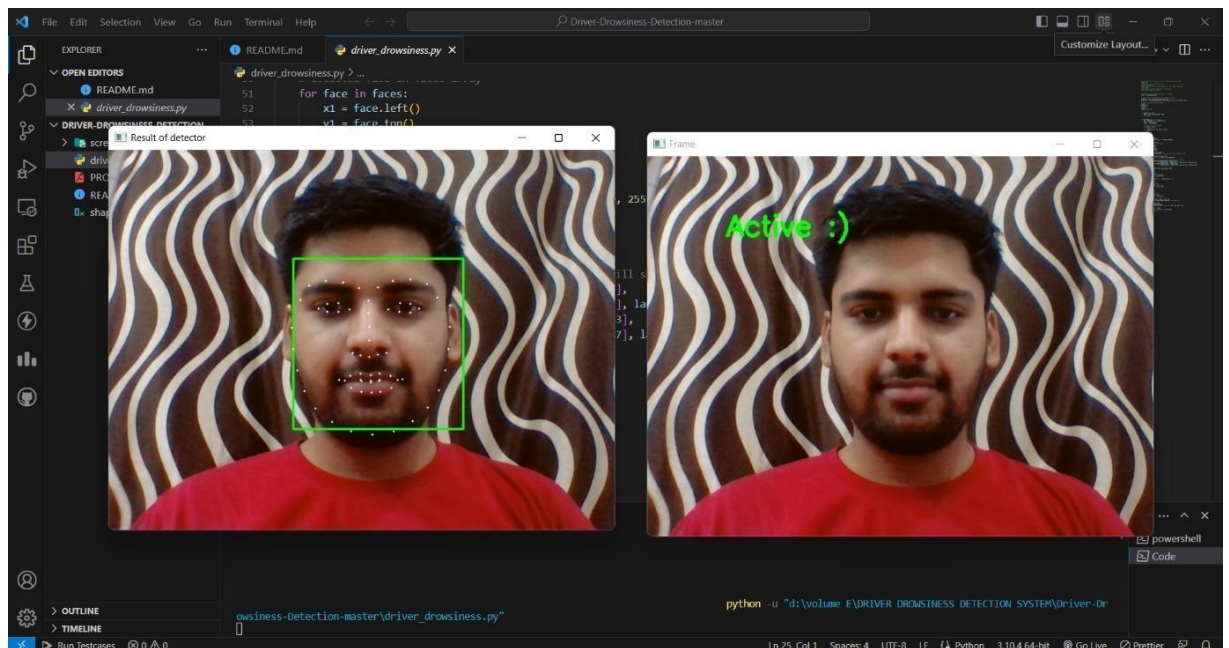 File Edit Selection View Go Run Terminal Help
Driver-Drowsiness-Detection-master
Customize Layout...
EXPLORER
README.md
driver_drowsiness.py
OPEN EDITORS
README.md
driver_drowsiness.py
DRIVER-DROWSINESS DETECTION
driver_drowsiness.py > ...
51 for face in faces:
52 x1 = face.left()
53 y1 = face.top()
Result of detector
Frame
, 255
Active :)
OUTLINE
TIMELINE
powershell
Code
python -u "d:\volume E\DRIVER DROWSINESS DETECTION SYSTEM\Driver-Dr
owsiness-Detection-master\driver_drowsiness.py"
Run Testcases 0 0 Ln 25, Col 1 Spaces: 4 UTF-8 LF Python 3.10.4 64-bit Go Live Prettier